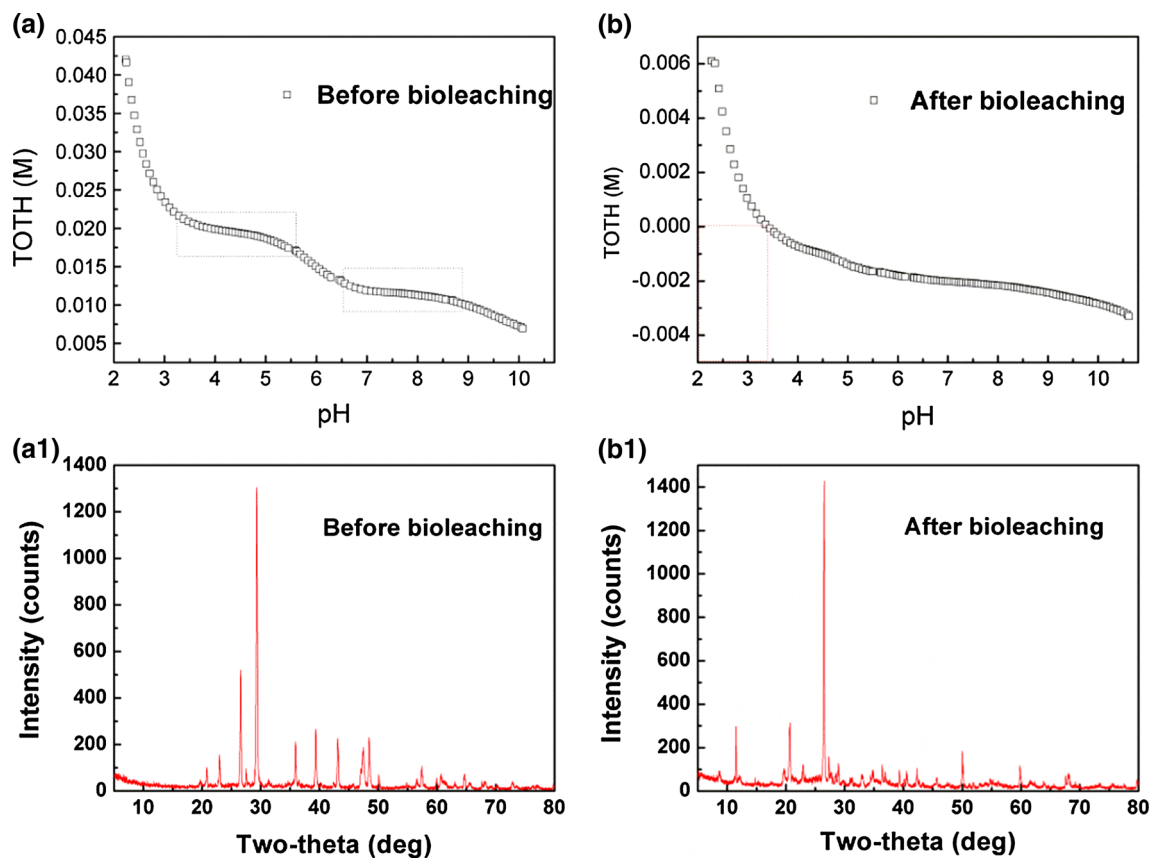 (a)
0.045
0.040
0.035
0.030
0.025
0.020
0.015
0.010
0.005
TOTH (M)
Before bioleaching
2 3 4 5 6 7 8 9 10
pH
(b)
0.006
0.004
0.002
0.000
-0.002
-0.004
TOTH (M)
After bioleaching
2 3 4 5 6 7 8 9 10
pH
(a1)
1400
1200
1000
800
600
400
200
0
Intensity (counts)
Before bioleaching
10 20 30 40 50 60 70 80
Two-theta (deg)
(b1)
1400
1200
1000
800
600
400
200
0
Intensity (counts)
After bioleaching
10 20 30 40 50 60 70 80
Two-theta (deg)